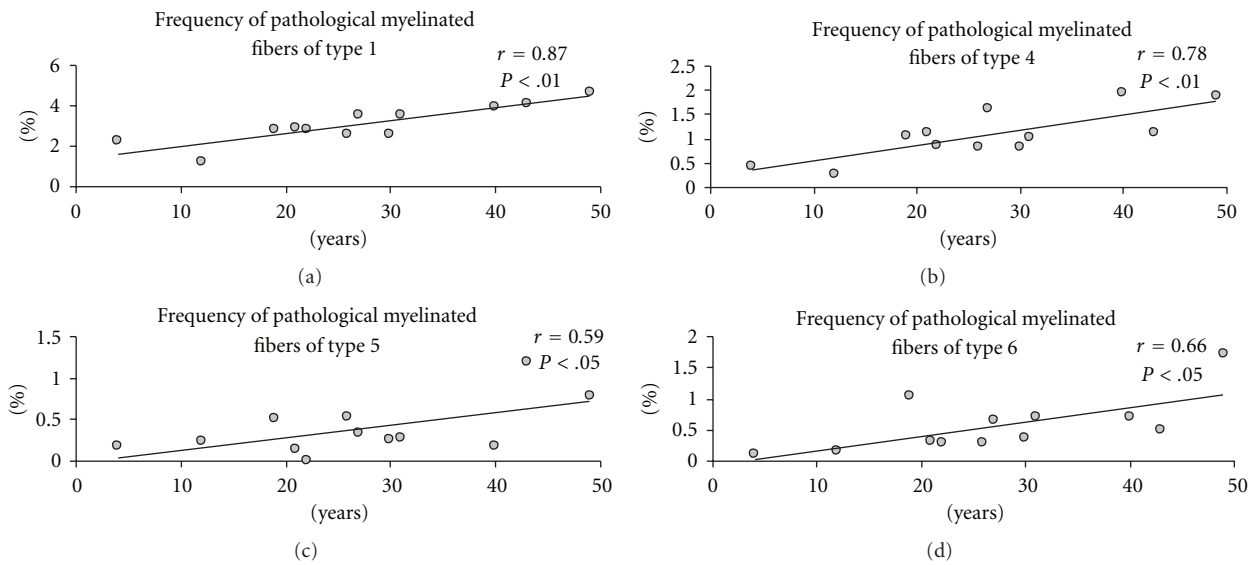 Frequency of pathological myelinated
fibers of type 1
r = 0.87
P < .01
6
4
2
0
(%)
0 10 20 30 40 50
(years)
(a)
Frequency of pathological myelinated
fibers of type 4
r = 0.78
P < .01
2.5
2
1.5
1
0.5
0
(%)
0 10 20 30 40 50
(years)
(b)
Frequency of pathological myelinated
fibers of type 5
r = 0.59
P < .05
1.5
1
0.5
0
(%)
0 10 20 30 40 50
(years)
(c)
Frequency of pathological myelinated
fibers of type 6
r = 0.66
P < .05
2
1.5
1
0.5
0
(%)
0 10 20 30 40 50
(years)
(d)